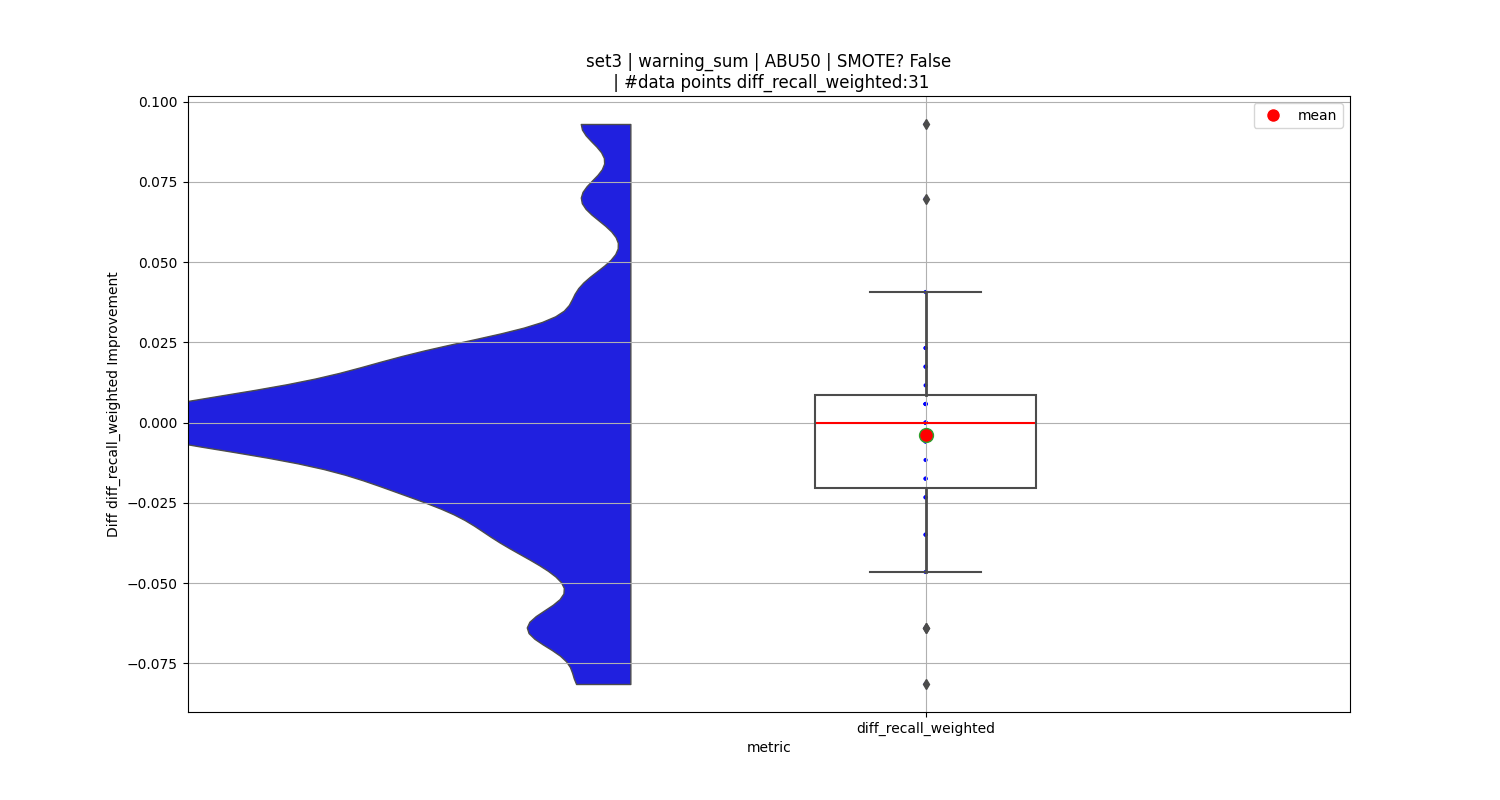 set3 | warning_sum | ABU50 | SMOTE? False
| #data points diff_recall_weighted:31
0.100
mean
0.075
0.050
0.025
0.000
−0.025
−0.050
−0.075
Diff diff_recall_weighted Improvement
diff_recall_weighted
metric